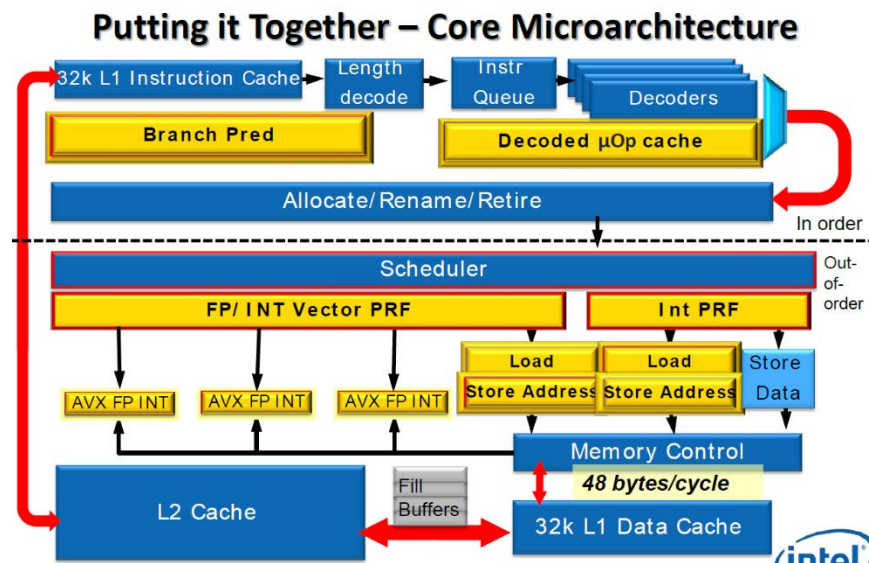 Putting it Together – Core Microarchitecture
32k L1 Instruction Cache
Length
decode
Instr
Queue
Decoders
Branch Pred
Decoded µOp cache
Allocate/Rename/Retire
In order
Scheduler
Out-
of-
order
FP/ INT Vector PRF
Int PRF
Load
Load
Store
Data
Store Address
Store Address
AVX FP INT
AVX FP INT
AVX FP INT
Memory Control
48 bytes/cycle
L2 Cache
Fill
Buffers
32k L1 Data Cache
intel